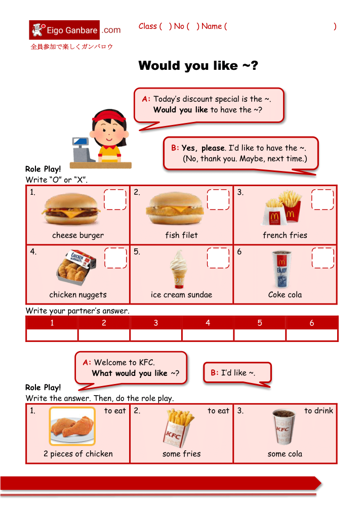 Eigo Ganbare .com
Class (   ) No (   ) Name (                    )
全員参加で楽しくガンバロウ
Would you like ~?
A: Today's discount special is the ~.
Would you like to have the ~?
B: Yes, please. I'd like to have the ~.
(No, thank you. Maybe, next time.)
Role Play!
Write "O" or "X".
1.
cheese burger
2.
fish filet
3.
french fries
4.
chicken nuggets
5.
ice cream sundae
6
Coke cola
Write your partner's answer.
1 2 3 4 5 6
A: Welcome to KFC.
What would you like ~?
B: I'd like ~.
Role Play!
Write the answer. Then, do the role play.
1. to eat
2 pieces of chicken
2. to eat
KFC
some fries
3. to drink
KFC
some cola